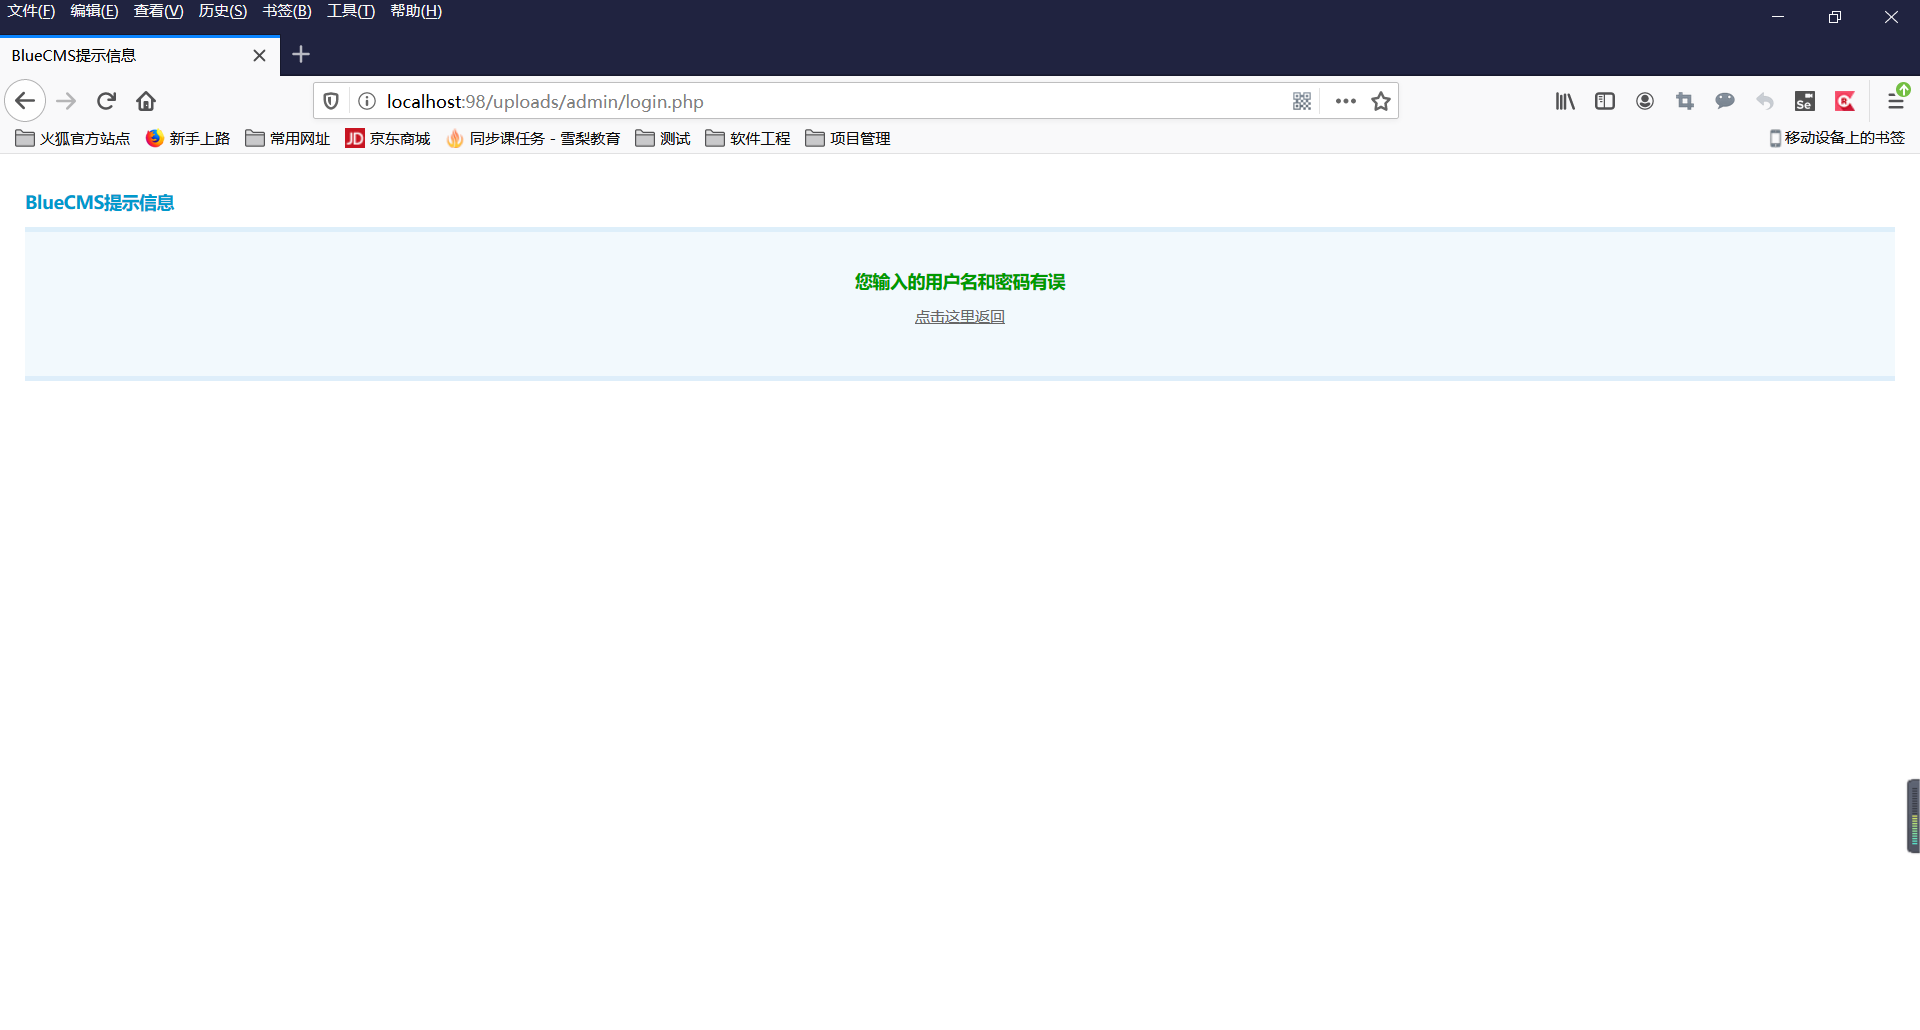 文件(F) 编辑(E) 查看(V) 历史(S) 书签(B) 工具(T) 帮助(H)
BlueCMS提示信息
localhost:98/uploads/admin/login.php
火狐官方站点 新手上路 常用网址 JD 京东商城 同步课任务 - 雪梨教育 测试 软件工程 项目管理 移动设备上的书签
BlueCMS提示信息
您输入的用户名和密码有误
点击这里返回